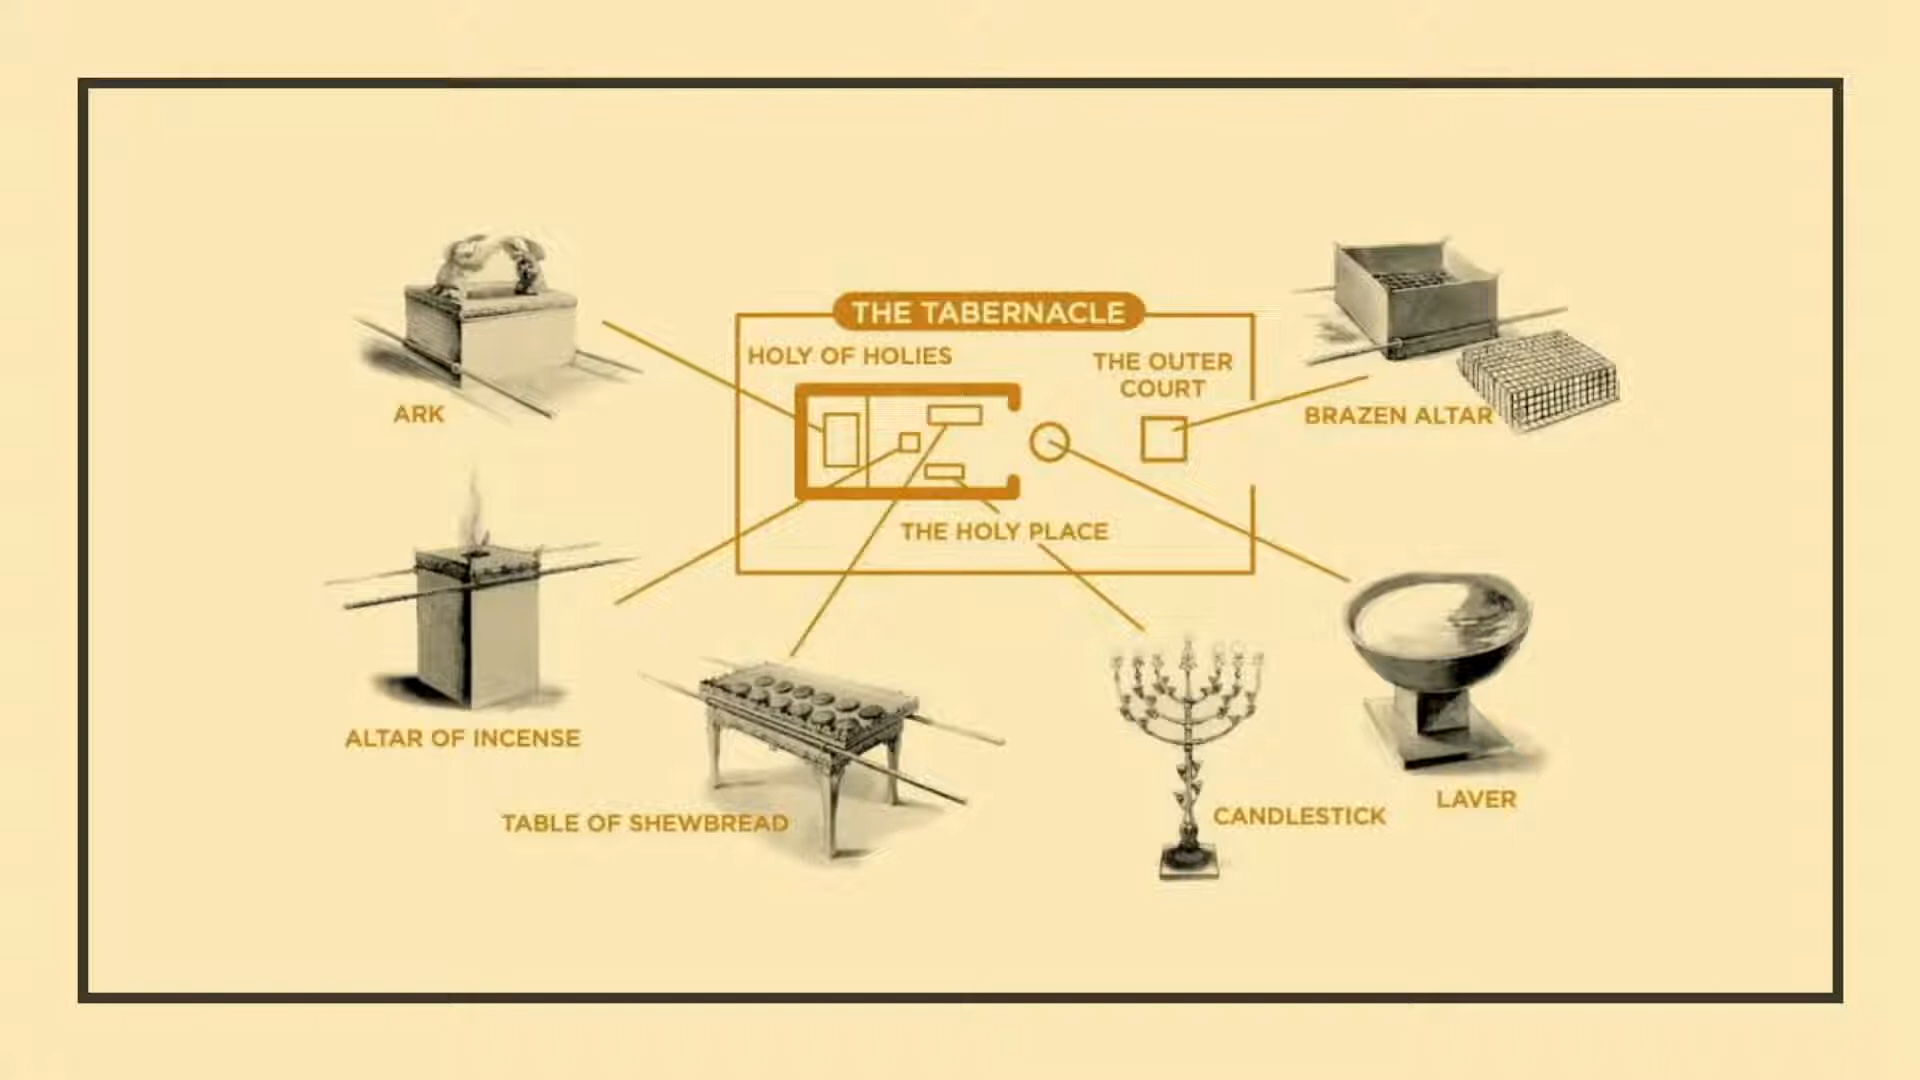 THE TABERNACLE
HOLY OF HOLIES
THE OUTER
COURT
ARK
BRAZEN ALTAR
THE HOLY PLACE
ALTAR OF INCENSE
TABLE OF SHEWBREAD
CANDLESTICK
LAVER